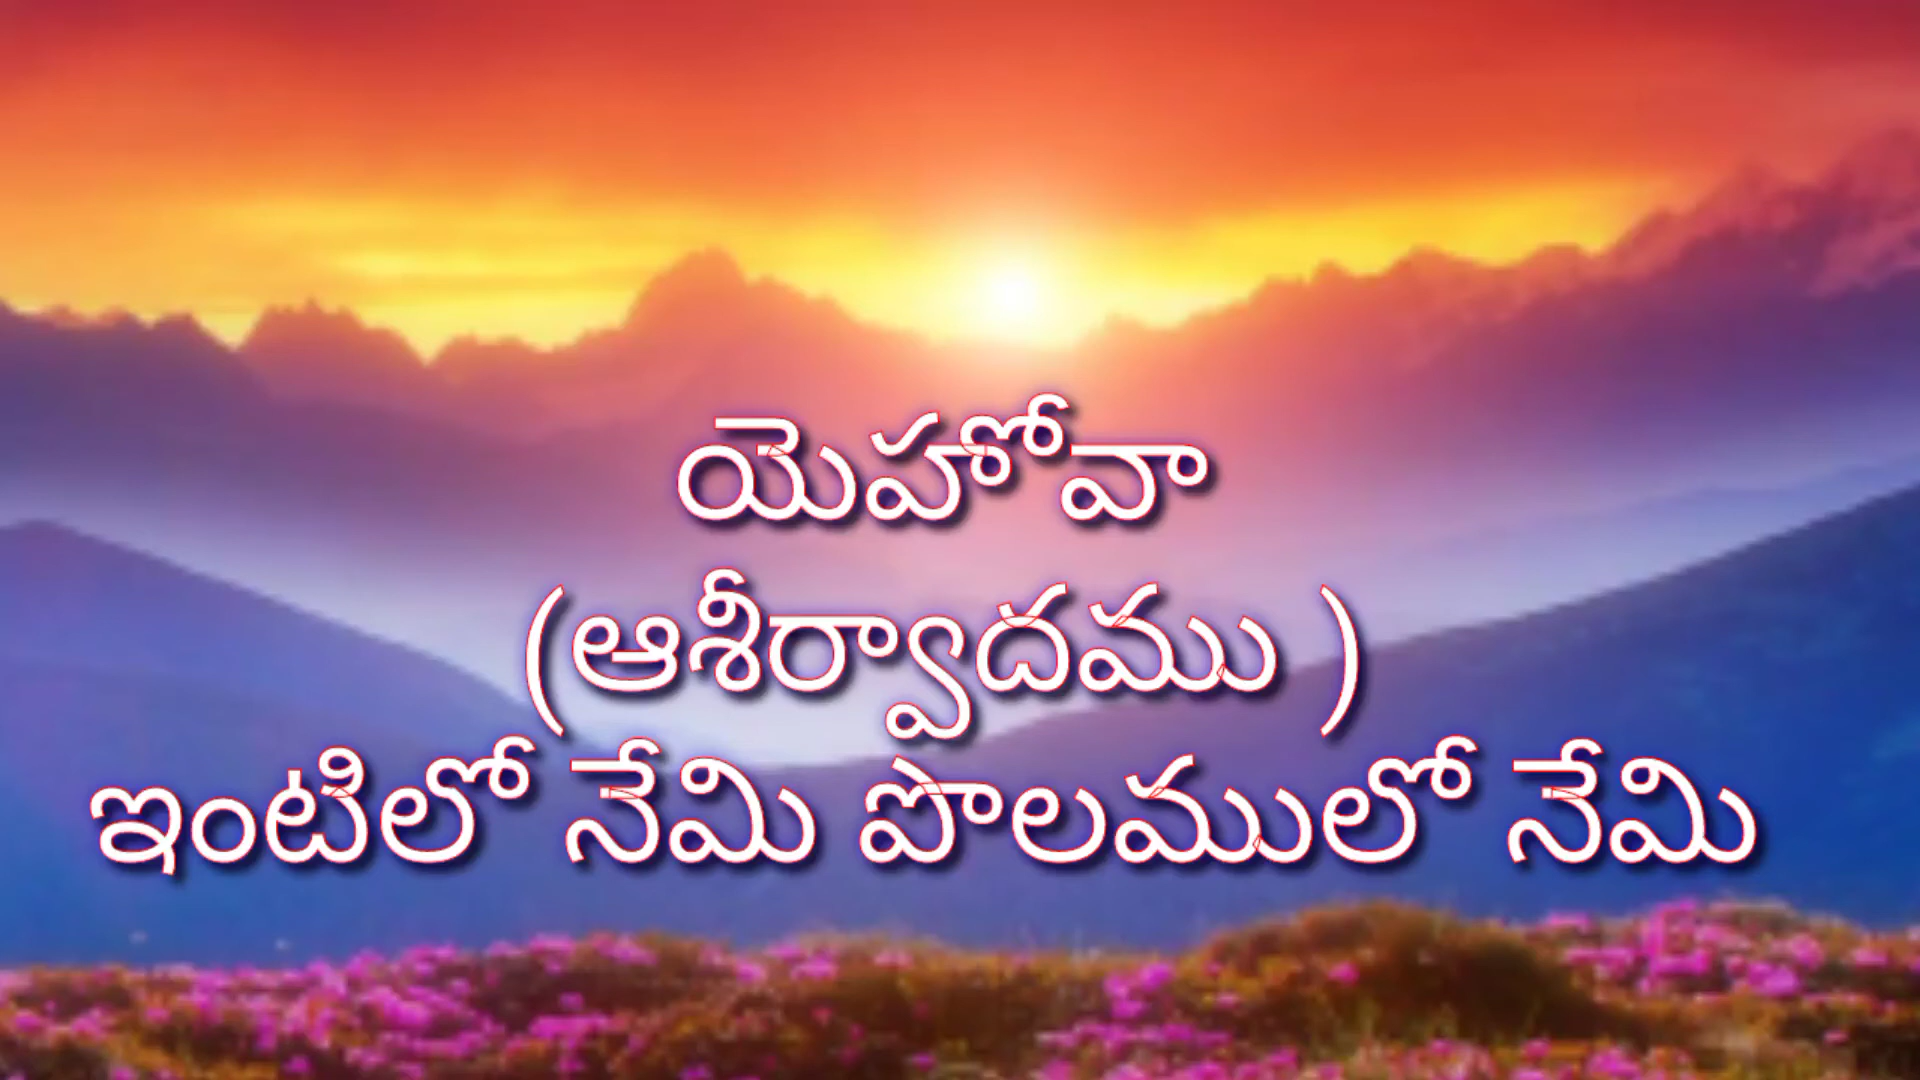 యెహోవా
(ఆశీర్వాదము )
ఇంటిలో నేమి పొలములో నేమి